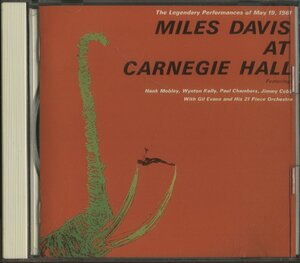 The Legendary Performances of May 19, 1961
MILES DAVIS
AT
CARNEGIE HALL
Featuring
Hank Mobley, Wynton Kelly, Paul Chambers, Jimmy Cobb
With Gil Evans and His 21 Piece Orchestra